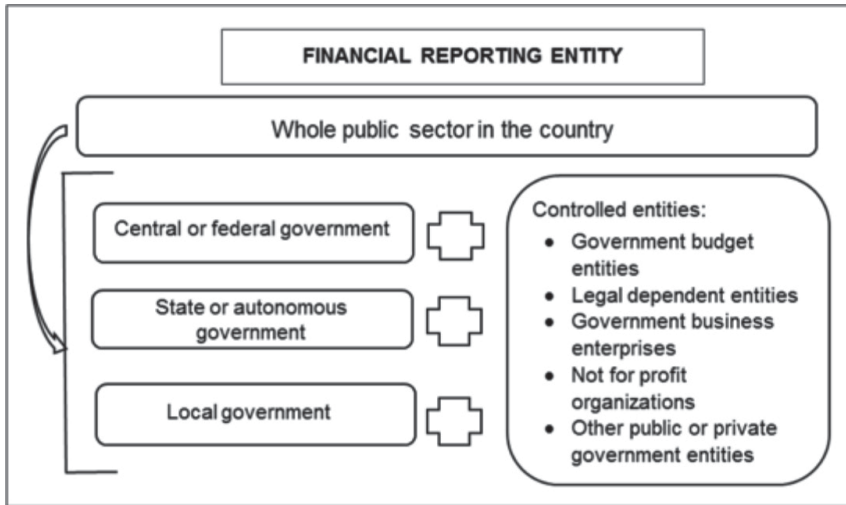 FINANCIAL REPORTING ENTITY
Whole public sector in the country
Central or federal government
State or autonomous
government
Local government
Controlled entities:
• Government budget
entities
• Legal dependent entities
• Government business
enterprises
• Not for profit
organizations
• Other public or private
government entities